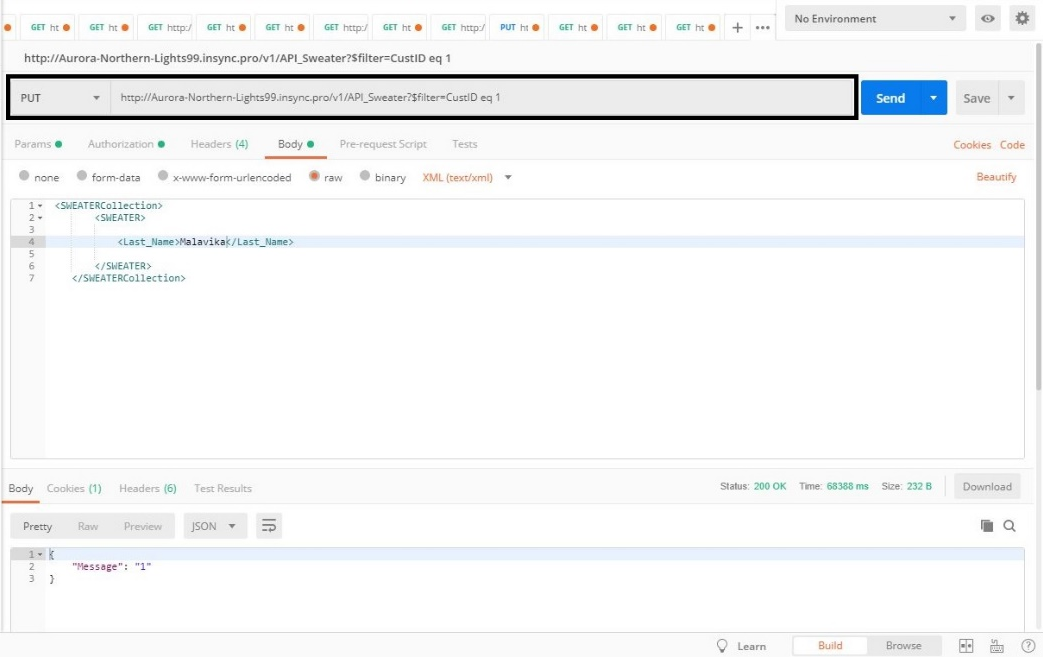 GET ht GET ht GET http:/ GET ht GET ht GET http:/ GET ht GET http:/ PUT ht GET ht GET ht GET ht + ••• No Environment
http://Aurora-Northern-Lights99.insync.pro/v1/API_Sweater?$filter=CustID eq 1
PUT http://Aurora-Northern-Lights99.insync.pro/v1/API_Sweater?$filter=CustID eq 1 Send Save
Params Authorization Headers (4) Body Pre-request Script Tests Cookies Code
none form-data x-www-form-urlencoded raw binary XML (text/xml) Beautify
1 <SWEATERCollection>
2 <SWEATER>
3
4 <Last_Name>Malavika</Last_Name>
5
6 </SWEATER>
7 </SWEATERCollection>
Body Cookies (1) Headers (6) Test Results Status: 200 OK Time: 68388 ms Size: 232 B Download
Pretty Raw Preview JSON
1 {
2 "Message": "1"
3 }
Learn Build Browse